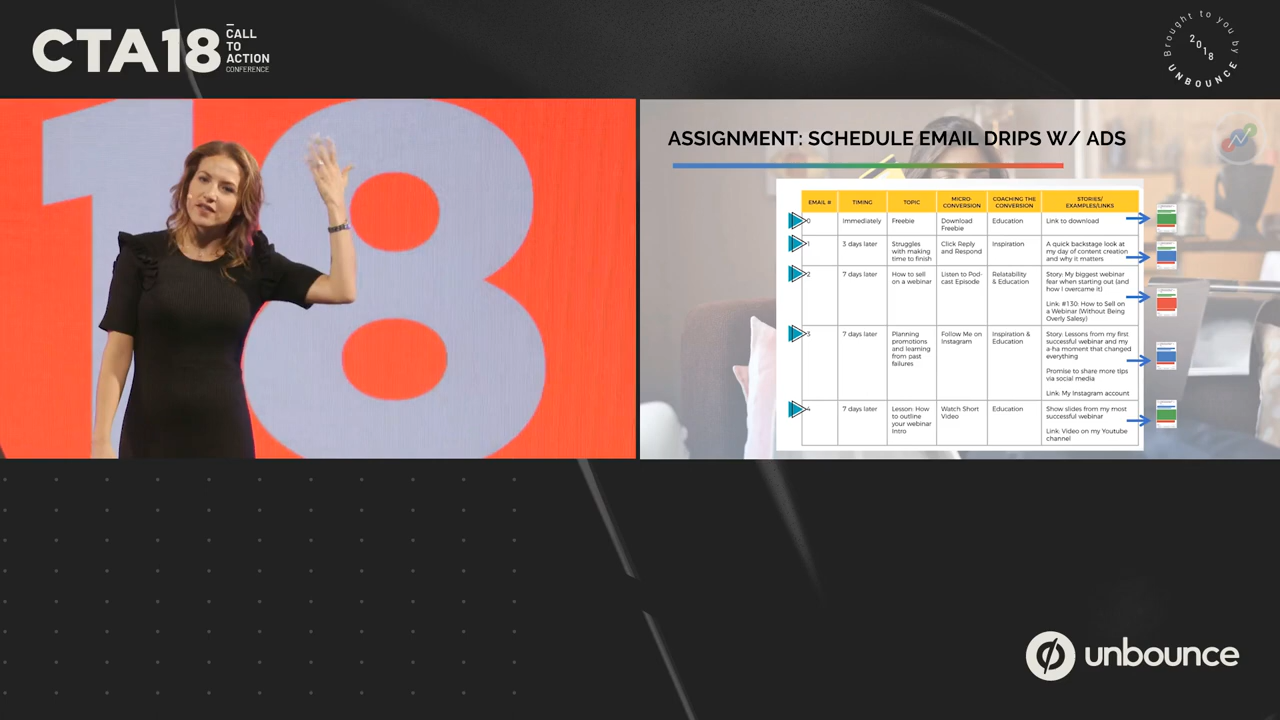 CTA18
CALL
TO
ACTION
CONFERENCE
Brought to you by
UNBOUNCE
2018
18
ASSIGNMENT: SCHEDULE EMAIL DRIPS W/ ADS
EMAIL # TIMING TOPIC MICRO CONVERSION COACHING THE CONVERSION STORIES/ EXAMPLES/LINKS
0 Immediately Freebie Download Education Link to download
Freebie
1 3 days later Struggles Click Reply Inspiration A quick backstage look at
with making and Respond my day of content creation
time to finish and why it matters
2 7 days later How to sell Listen to Pod- Relatability Story: My biggest webinar
on a webinar cast Episode & Education fear when starting out (and
how I overcame it)
Link: #130: How to Sell on
a Webinar (Without Being
Overly Salesy)
3 7 days later Planning Follow Me on Inspiration & Story: Lessons from my first
promotions Instagram Education successful webinar and my
and learning a-ha moment that changed
from past everything
failures
Promise to share more tips
via social media
Link: My Instagram account
4 7 days later Lesson: How Watch Short Education Show slides from my most
to outline Video successful webinar
your webinar
Intro Link: Video on my Youtube
channel
unbounce